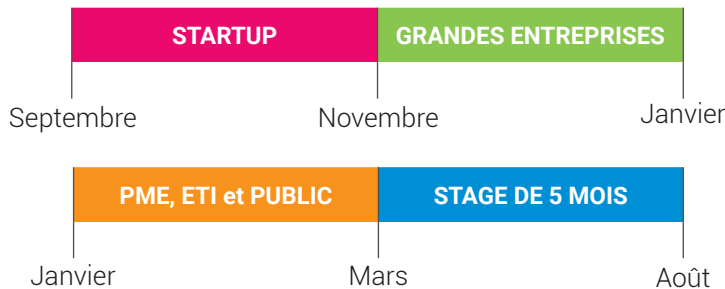 STARTUP GRANDES ENTREPRISES
Septembre Novembre Janvier
PME, ETI et PUBLIC STAGE DE 5 MOIS
Janvier Mars Août